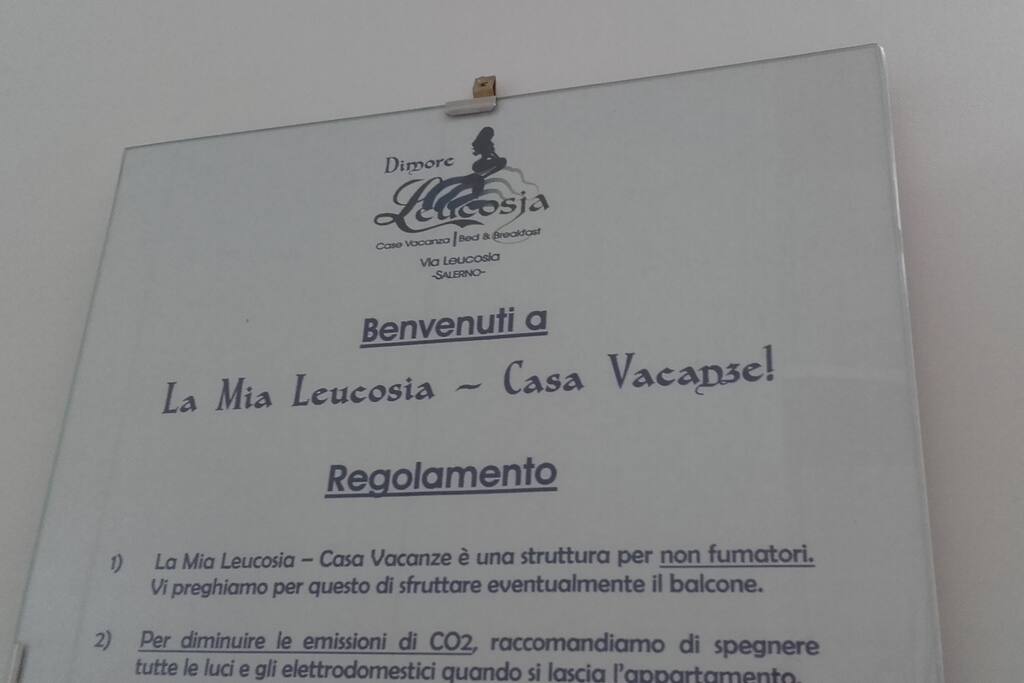 Dimore
Leucosia
Case Vacanza | Bed & Breakfast
Via Leucosia
-SALERNO-
Benvenuti a
La Mia Leucosia – Casa Vacanze!
Regolamento
1) La Mia Leucosia – Casa Vacanze è una struttura per non fumatori.
Vi preghiamo per questo di sfruttare eventualmente il balcone.
2) Per diminuire le emissioni di CO2, raccomandiamo di spegnere
tutte le luci e gli elettrodomestici quando si lascia l'appartamento.